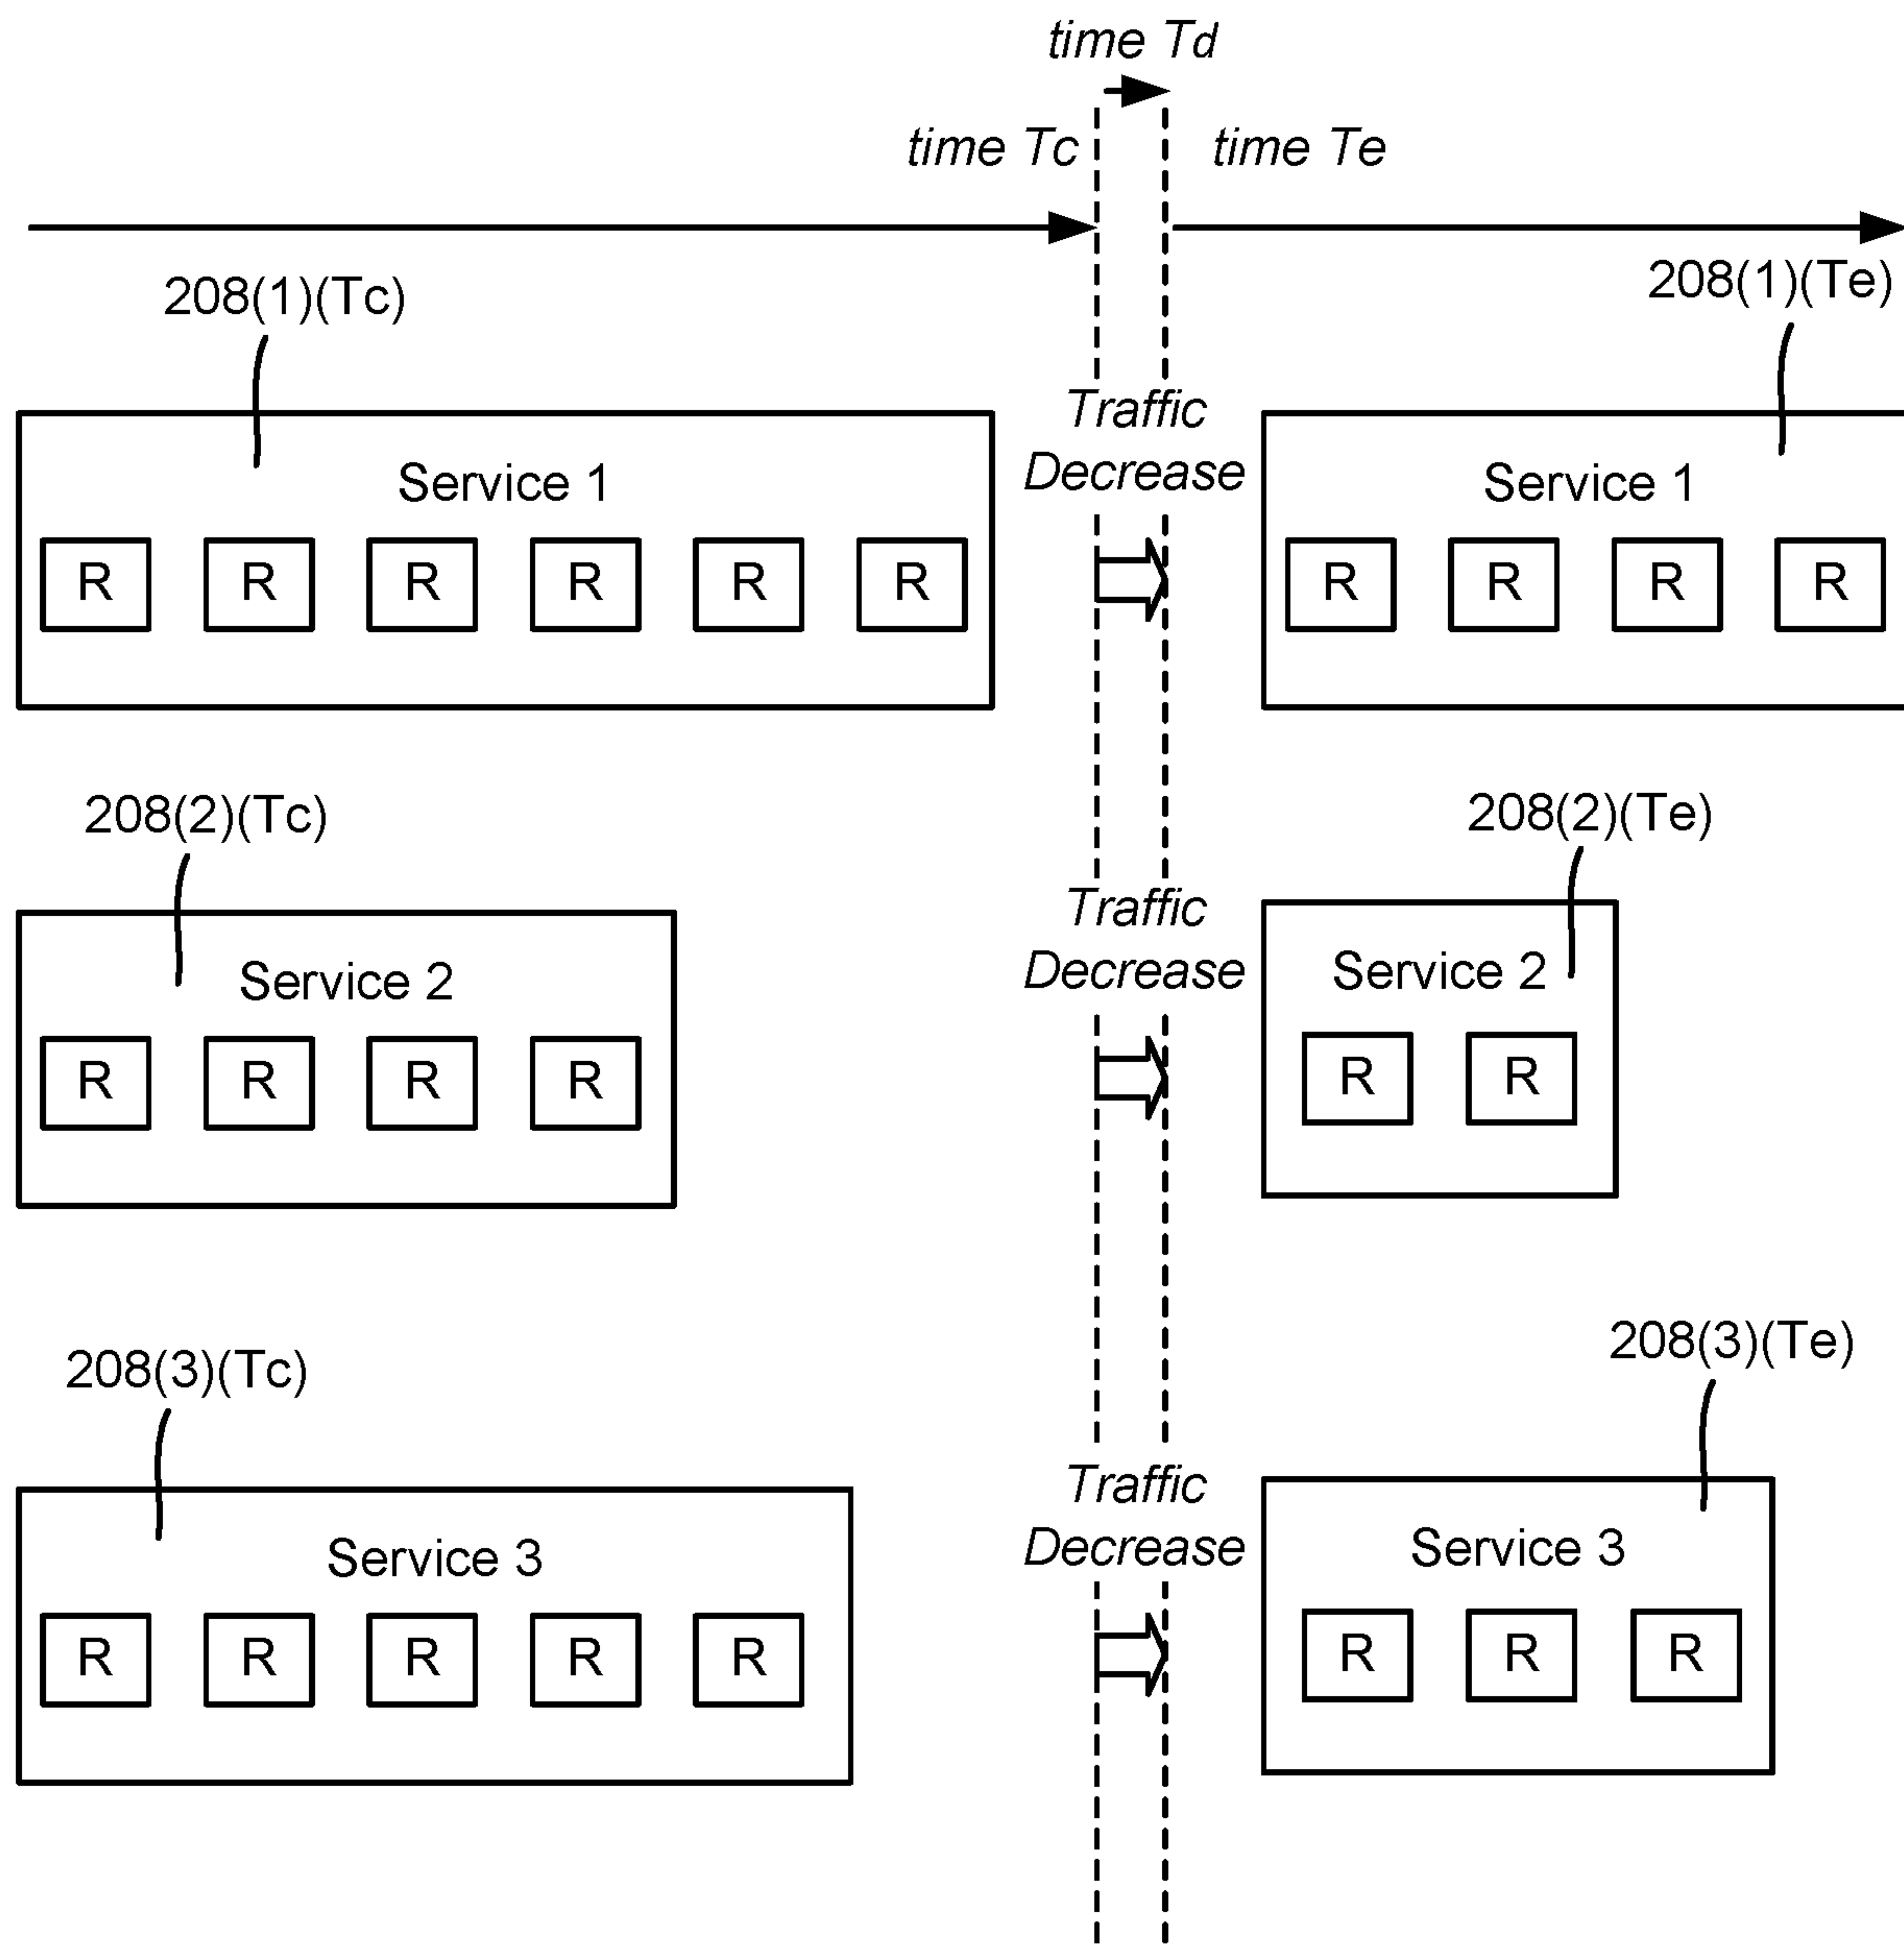 time Td
time Tc
time Te
208(1)(Tc)
208(1)(Te)
Traffic
Decrease
Service 1
R R R R R R
Service 1
R R R R
208(2)(Tc)
208(2)(Te)
Traffic
Decrease
Service 2
R R R R
Service 2
R R
208(3)(Tc)
208(3)(Te)
Traffic
Decrease
Service 3
R R R R R
Service 3
R R R